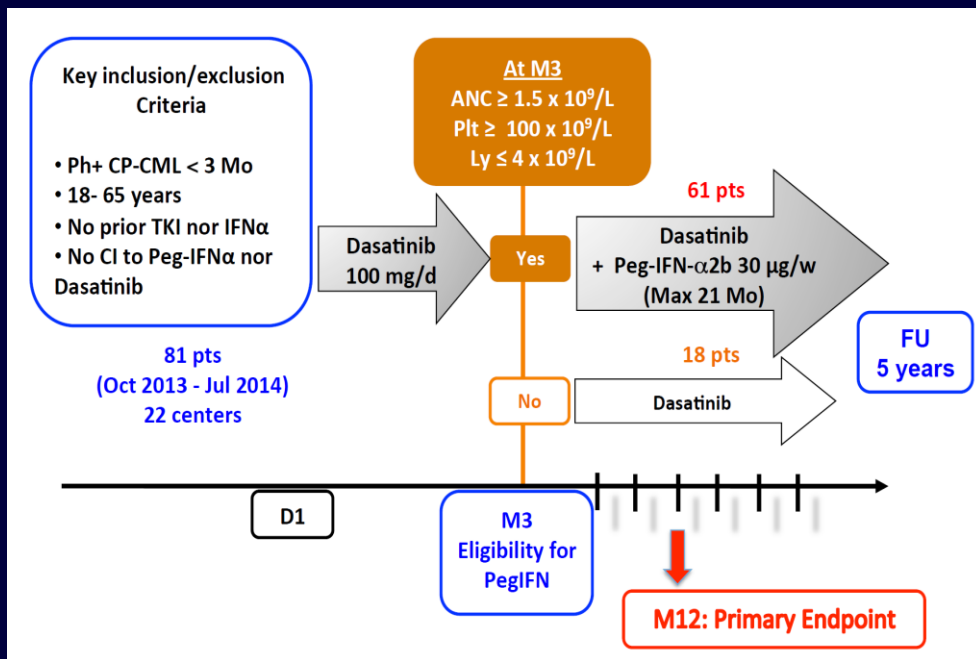 Key inclusion/exclusion
Criteria
• Ph+ CP-CML < 3 Mo
• 18- 65 years
• No prior TKI nor IFNα
• No CI to Peg-IFNα nor
Dasatinib
81 pts
(Oct 2013 - Jul 2014)
22 centers
Dasatinib
100 mg/d
At M3
ANC ≥ 1.5 x 10⁹/L
Plt ≥ 100 x 10⁹/L
Ly ≤ 4 x 10⁹/L
Yes
No
61 pts
Dasatinib
+ Peg-IFN-α2b 30 µg/w
(Max 21 Mo)
18 pts
Dasatinib
FU
5 years
D1
M3
Eligibility for
PegIFN
M12: Primary Endpoint